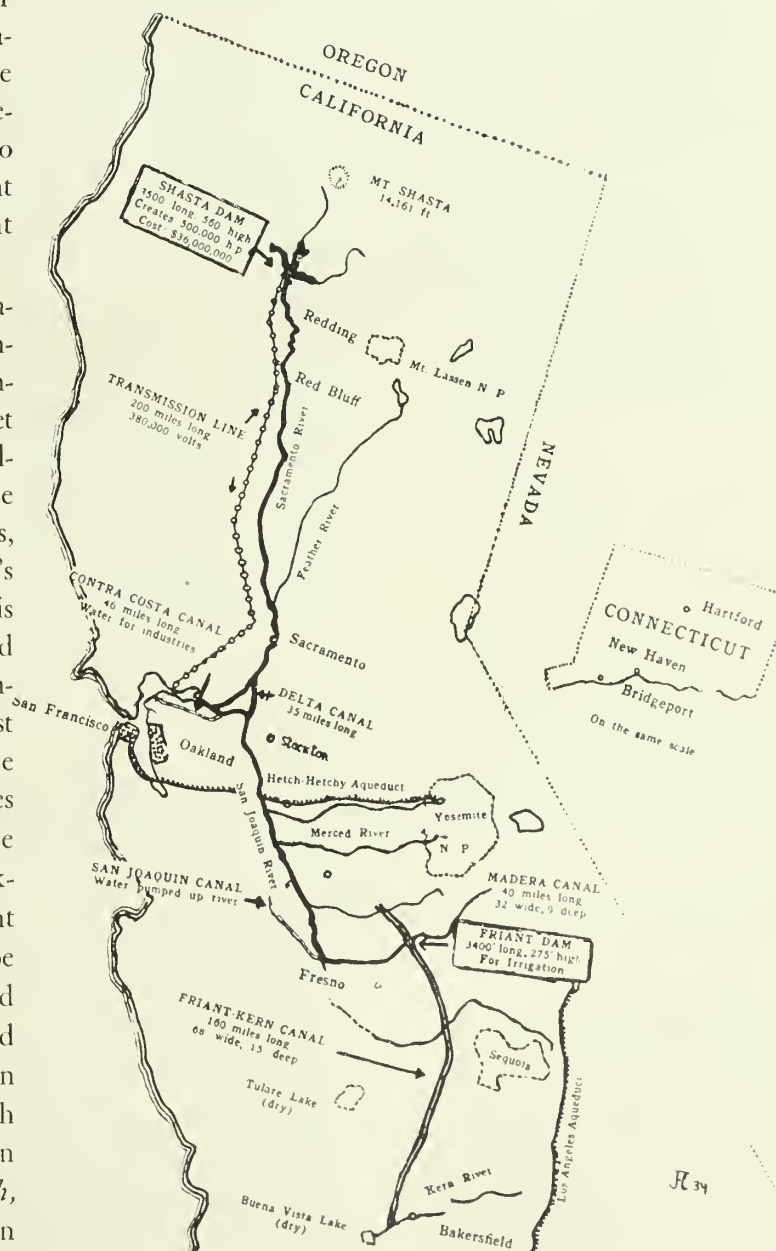 OREGON
CALIFORNIA
MT SHASTA
14,161 ft
SHASTA DAM
3500 long, 560 high
Creates 500,000 h p
Cost: $36,000,000
Redding
Mt. Lassen N P
Red Bluff
TRANSMISSION LINE
200 miles long
380,000 volts
Sacramento River
Feather River
NEVADA
CONTRA COSTA CANAL
46 miles long
Water for industries
Sacramento
Hartford
CONNECTICUT
New Haven
Bridgeport
On the same scale
DELTA CANAL
35 miles long
San Francisco
Oakland
Stockton
Hetch-Hetchy Aqueduct
San Joaquin River
Merced River
Yosemite
N P
SAN JOAQUIN CANAL
Water pumped up river
MADERA CANAL
40 miles long
32 wide, 9 deep
FRIANT DAM
3400' long, 275' high
For Irrigation
Fresno
FRIANT-KERN CANAL
160 miles long
68 wide, 15 deep
Sequoia
Tulare Lake
(dry)
Los Angeles Aqueduct
Kern River
Buena Vista Lake
(dry)
Bakersfield
34